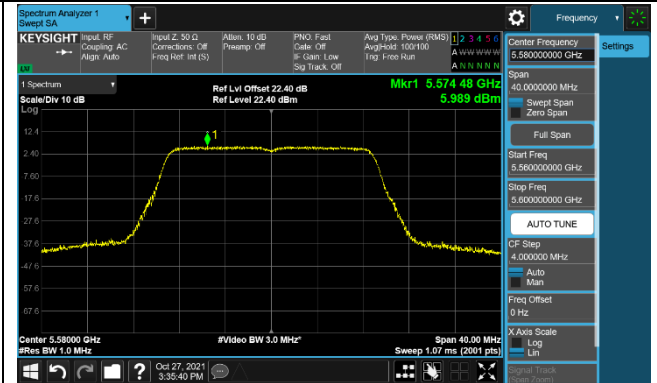 Spectrum Analyzer 1
Swept SA
+
Frequency
KEYSIGHT
Input: RF
Coupling: AC
Align: Auto
Input Z: 50 Ω
Corrections: Off
Freq Ref: Int (S)
Atten: 10 dB
Preamp: Off
PNO: Fast
Gate: Off
IF Gain: Low
Sig Track: Off
Avg Type: Power (RMS)
Avg|Hold: 100/100
Trig: Free Run
1 2 3 4 5 6
A W W W W W
A N N N N N
1 Spectrum
Scale/Div 10 dB
Log
Ref Lvl Offset 22.40 dB
Ref Level 22.40 dBm
Mkr1 5.574 48 GHz
5.989 dBm
1
12.4
2.40
-7.60
-17.6
-27.6
-37.6
-47.6
-57.6
-67.6
Center 5.58000 GHz
#Res BW 1.0 MHz
#Video BW 3.0 MHz*
Span 40.00 MHz
Sweep 1.07 ms (2001 pts)
Center Frequency
5.580000000 GHz
Settings
Span
40.0000000 MHz
Swept Span
Zero Span
Full Span
Start Freq
5.560000000 GHz
Stop Freq
5.600000000 GHz
AUTO TUNE
CF Step
4.000000 MHz
Auto
Man
Freq Offset
0 Hz
X Axis Scale
Log
Lin
Signal Track
(Span Zoom)
?
Oct 27, 2021
3:35:40 PM